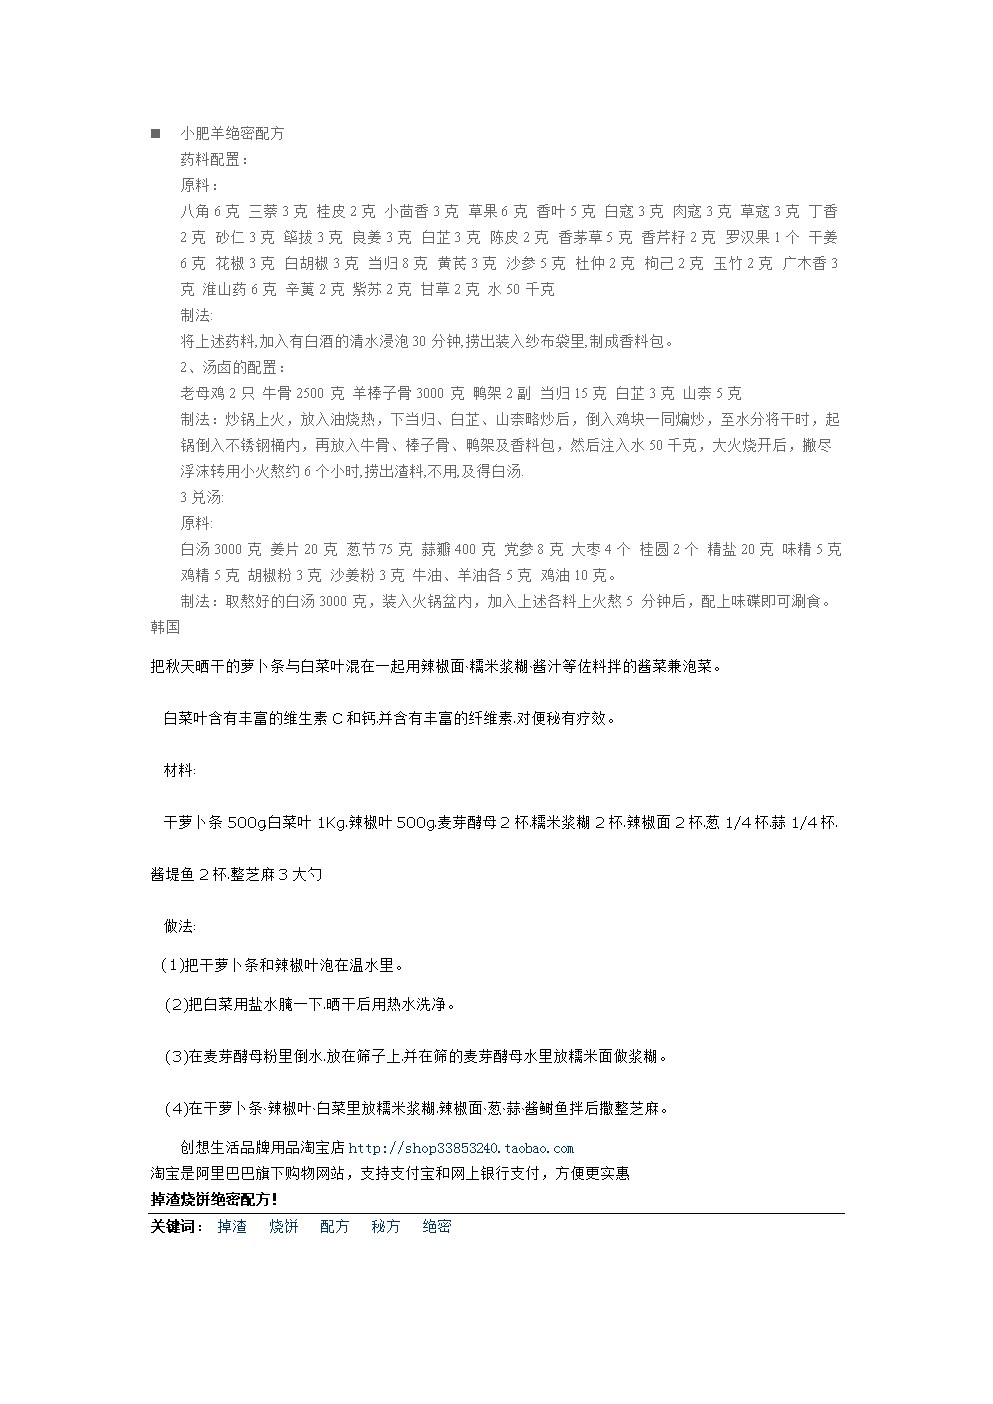 ■ 小肥羊绝密配方
药料配置：
原料：
八角 6 克 三萘 3 克 桂皮 2 克 小茴香 3 克 草果 6 克 香叶 5 克 白寇 3 克 肉寇 3 克 草寇 3 克 丁香
2 克 砂仁 3 克 筚拔 3 克 良姜 3 克 白芷 3 克 陈皮 2 克 香茅草 5 克 香芹籽 2 克 罗汉果 1 个 干姜
6 克 花椒 3 克 白胡椒 3 克 当归 8 克 黄芪 3 克 沙参 5 克 杜仲 2 克 枸己 2 克 玉竹 2 克 广木香 3
克 淮山药 6 克 辛荑 2 克 紫苏 2 克 甘草 2 克 水 50 千克
制法:
将上述药料,加入有白酒的清水浸泡 30 分钟,捞出装入纱布袋里,制成香料包。
2、汤卤的配置：
老母鸡 2 只 牛骨 2500 克 羊棒子骨 3000 克 鸭架 2 副 当归 15 克 白芷 3 克 山柰 5 克
制法：炒锅上火，放入油烧热，下当归、白芷、山柰略炒后，倒入鸡块一同煸炒，至水分将干时，起
锅倒入不锈钢桶内，再放入牛骨、棒子骨、鸭架及香料包，然后注入水 50 千克，大火烧开后，撇尽
浮沫转用小火熬约 6 个小时,捞出渣料,不用,及得白汤.
3 兑汤:
原料:
白汤 3000 克 姜片 20 克 葱节 75 克 蒜瓣 400 克 党参 8 克 大枣 4 个 桂圆 2 个 精盐 20 克 味精 5 克
鸡精 5 克 胡椒粉 3 克 沙姜粉 3 克 牛油、羊油各 5 克 鸡油 10 克。
制法：取熬好的白汤 3000 克，装入火锅盆内，加入上述各料上火熬 5 分钟后，配上味碟即可涮食。
韩国
把秋天晒干的萝卜条与白菜叶混在一起用辣椒面·糯米浆糊·酱汁等佐料拌的酱菜兼泡菜。
白菜叶含有丰富的维生素 C 和钙.并含有丰富的纤维素.对便秘有疗效。
材料:
干萝卜条 500g.白菜叶 1Kg.辣椒叶 500g.麦芽酵母 2 杯.糯米浆糊 2 杯.辣椒面 2 杯.葱 1/4 杯.蒜 1/4 杯.
酱堤鱼 2 杯.整芝麻 3 大勺
做法:
(1)把干萝卜条和辣椒叶泡在温水里。
(2)把白菜用盐水腌一下.晒干后用热水洗净。
(3)在麦芽酵母粉里倒水.放在筛子上.并在筛的麦芽酵母水里放糯米面做浆糊。
(4)在干萝卜条·辣椒叶·白菜里放糯米浆糊.辣椒面·葱·蒜·酱鳀鱼拌后撒整芝麻。
创想生活品牌用品淘宝店 http://shop33853240.taobao.com
淘宝是阿里巴巴旗下购物网站，支持支付宝和网上银行支付，方便更实惠
掉渣烧饼绝密配方！
关键词： 掉渣 烧饼 配方 秘方 绝密